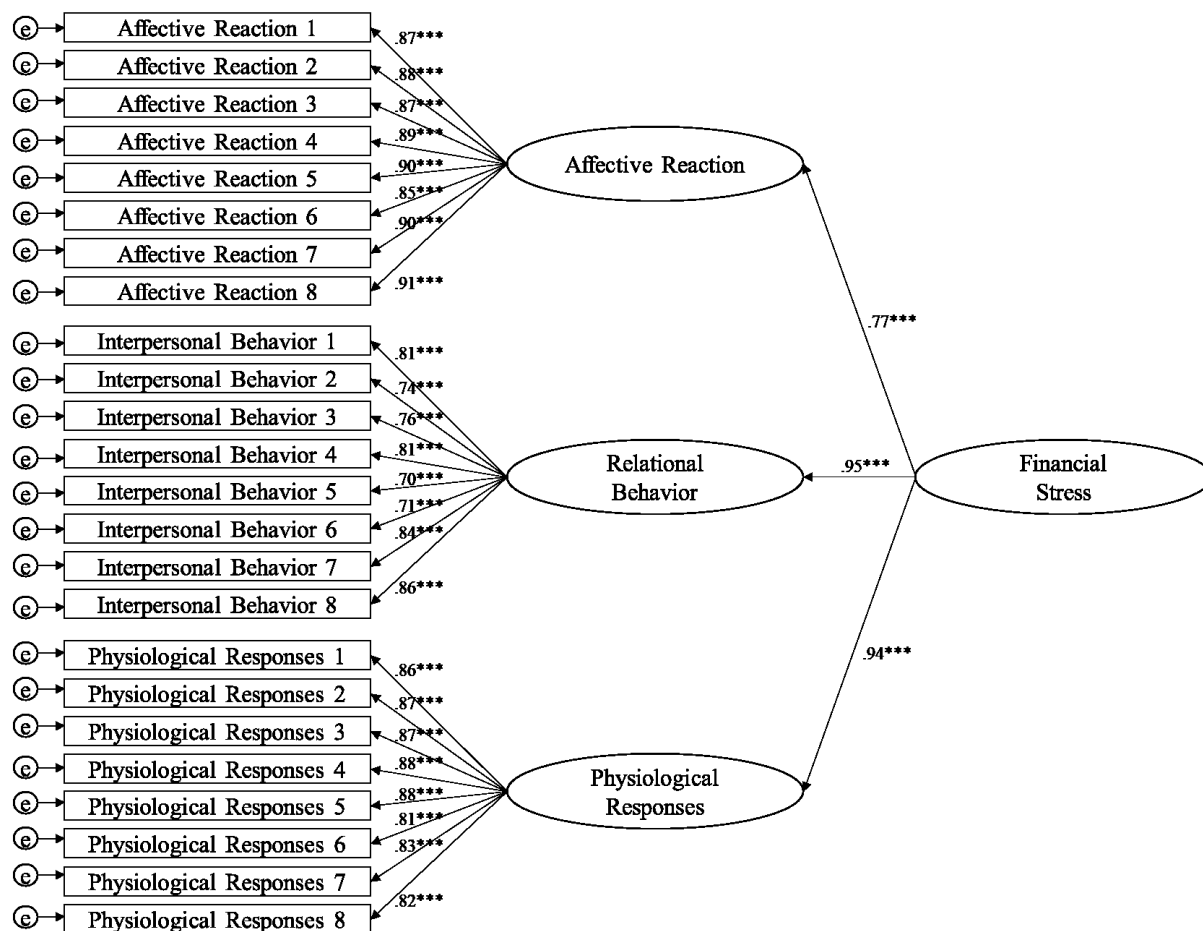 e
Affective Reaction 1
.87***
e
Affective Reaction 2
.88***
e
Affective Reaction 3
.87***
e
Affective Reaction 4
.89***
e
Affective Reaction 5
.90***
e
Affective Reaction 6
.85***
e
Affective Reaction 7
.90***
e
Affective Reaction 8
.91***
Affective Reaction
.77***
e
Interpersonal Behavior 1
.81***
e
Interpersonal Behavior 2
.74***
e
Interpersonal Behavior 3
.76***
e
Interpersonal Behavior 4
.81***
e
Interpersonal Behavior 5
.70***
e
Interpersonal Behavior 6
.71***
e
Interpersonal Behavior 7
.84***
e
Interpersonal Behavior 8
.86***
Relational
Behavior
.95***
Financial
Stress
e
Physiological Responses 1
.86***
e
Physiological Responses 2
.87***
e
Physiological Responses 3
.87***
e
Physiological Responses 4
.88***
e
Physiological Responses 5
.88***
e
Physiological Responses 6
.81***
e
Physiological Responses 7
.83***
e
Physiological Responses 8
.82***
Physiological
Responses
.94***